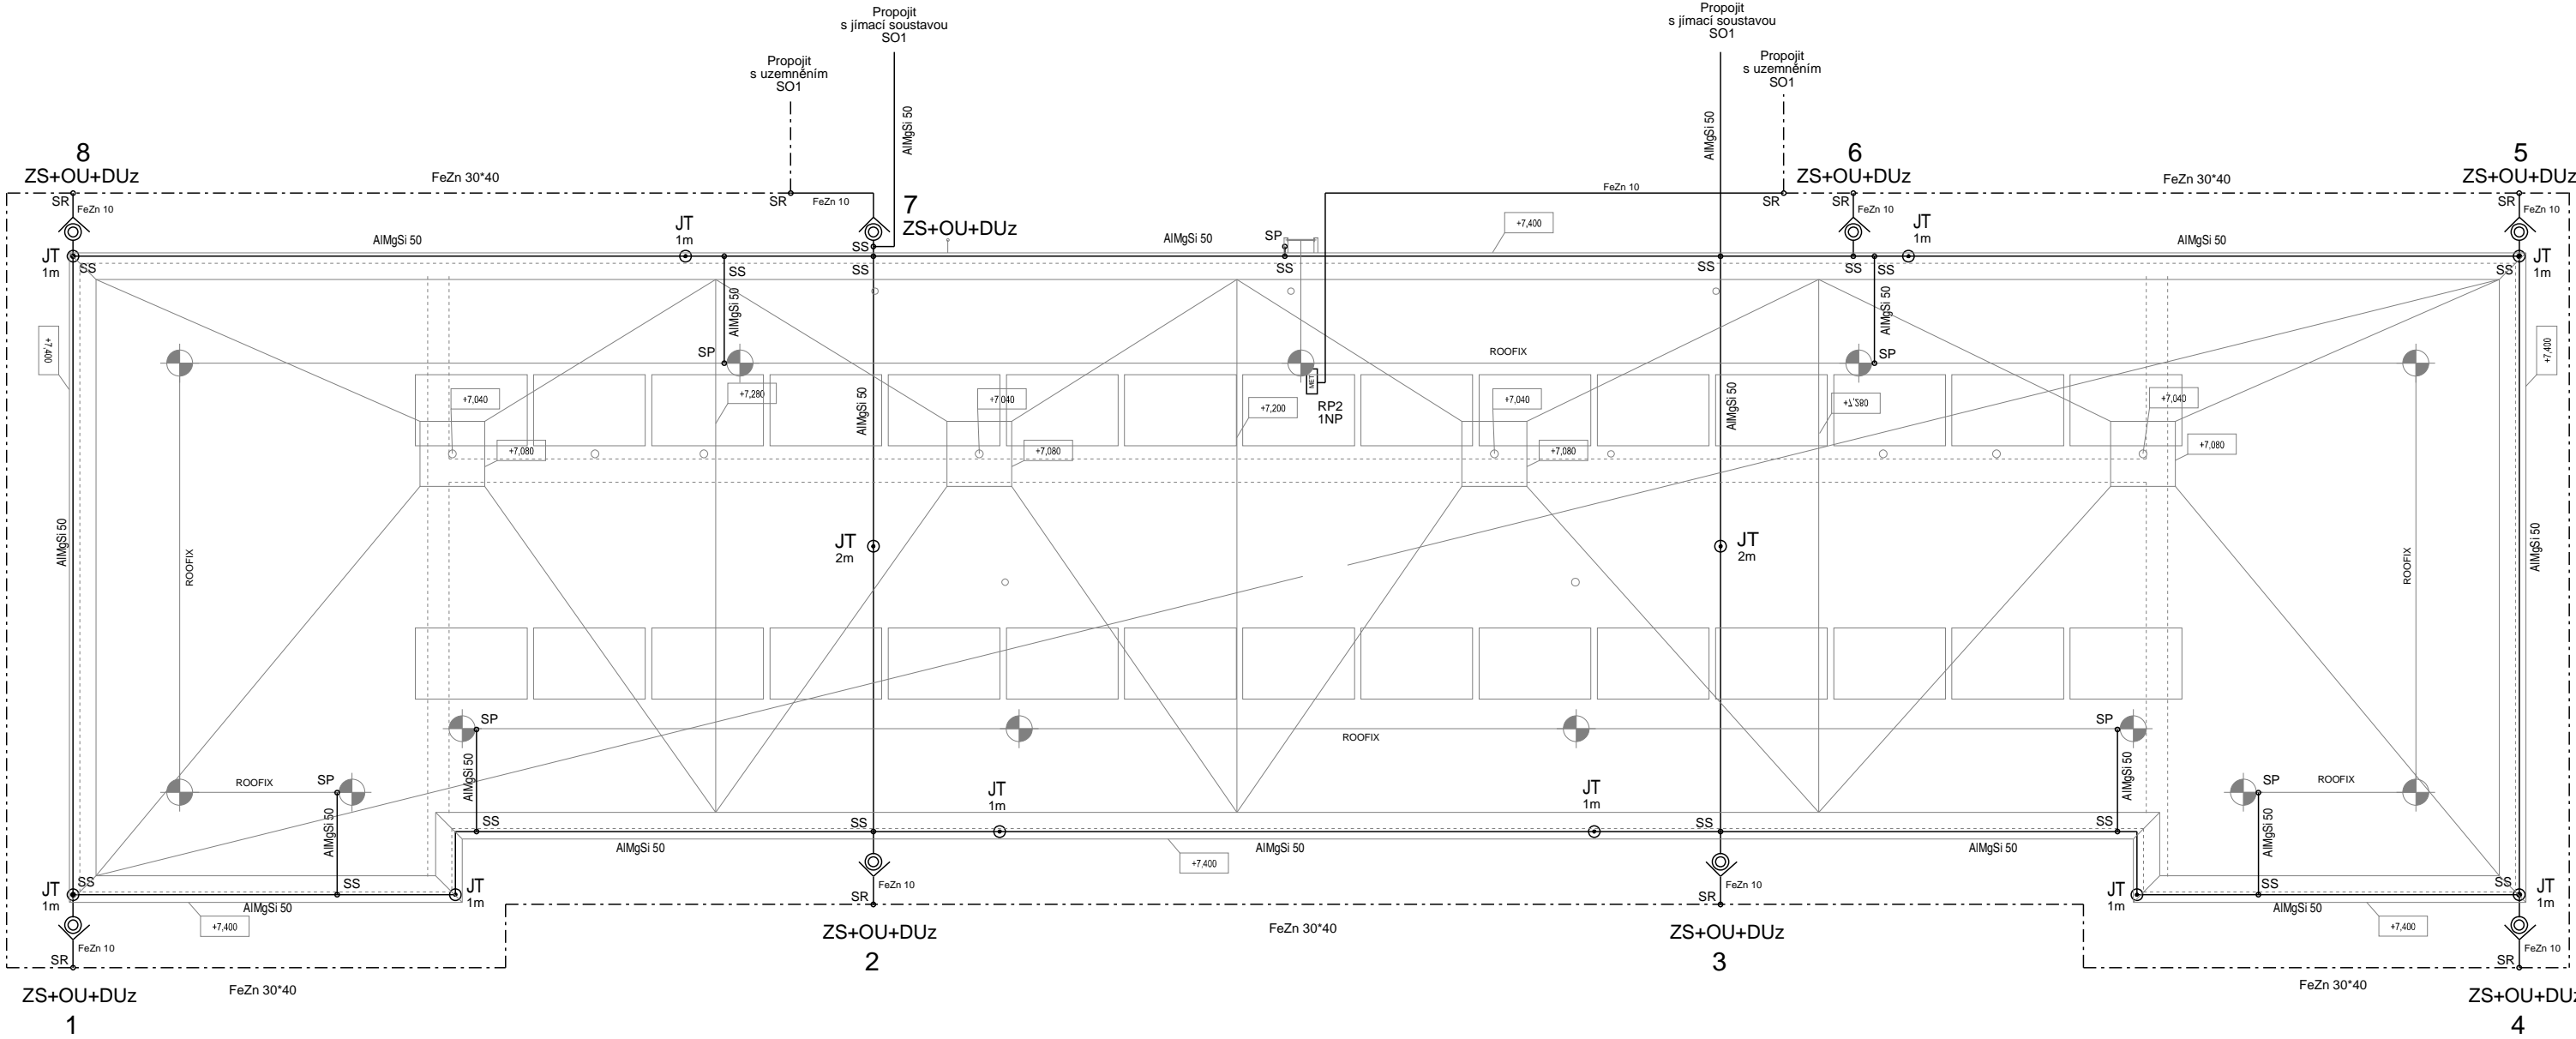 Propojit
s jímací soustavou
SO1
Propojit
s jímací soustavou
SO1
Propojit
s uzemněním
SO1
Propojit
s uzemněním
SO1
AlMgSi 50
AlMgSi 50
8
ZS+OU+DUz
FeZn 30*40
6
ZS+OU+DUz
FeZn 30*40
5
ZS+OU+DUz
SR
FeZn 10
SR
FeZn 10
7
ZS+OU+DUz
FeZn 10
SR
SR
FeZn 10
SR
FeZn 10
JT
1m
AlMgSi 50
JT
1m
SS
AlMgSi 50
SP
+7,400
JT
1m
AlMgSi 50
JT
1m
SS
SS
SS
SS
SS
SS
SS
SS
AlMgSi 50
AlMgSi 50
+7,400
+7,400
SP
ROOFIX
SP
MET
RP2
1NP
AlMgSi 50
AlMgSi 50
+7,040
+7,280
+7,040
+7,200
+7,040
+7,280
+7,040
+7,080
+7,080
+7,080
+7,080
AlMgSi 50
ROOFIX
JT
2m
JT
2m
ROOFIX
AlMgSi 50
SP
ROOFIX
SP
ROOFIX
SP
AlMgSi 50
AlMgSi 50
SP
ROOFIX
AlMgSi 50
AlMgSi 50
JT
1m
JT
1m
SS
SS
SS
SS
AlMgSi 50
AlMgSi 50
AlMgSi 50
+7,400
JT
1m
SS
SS
JT
1m
FeZn 10
FeZn 10
JT
1m
SS
SS
JT
1m
AlMgSi 50
AlMgSi 50
+7,400
+7,400
SR
SR
FeZn 10
FeZn 10
SR
SR
ZS+OU+DUz
2
FeZn 30*40
ZS+OU+DUz
3
ZS+OU+DUz
1
FeZn 30*40
FeZn 30*40
ZS+OU+DUz
4